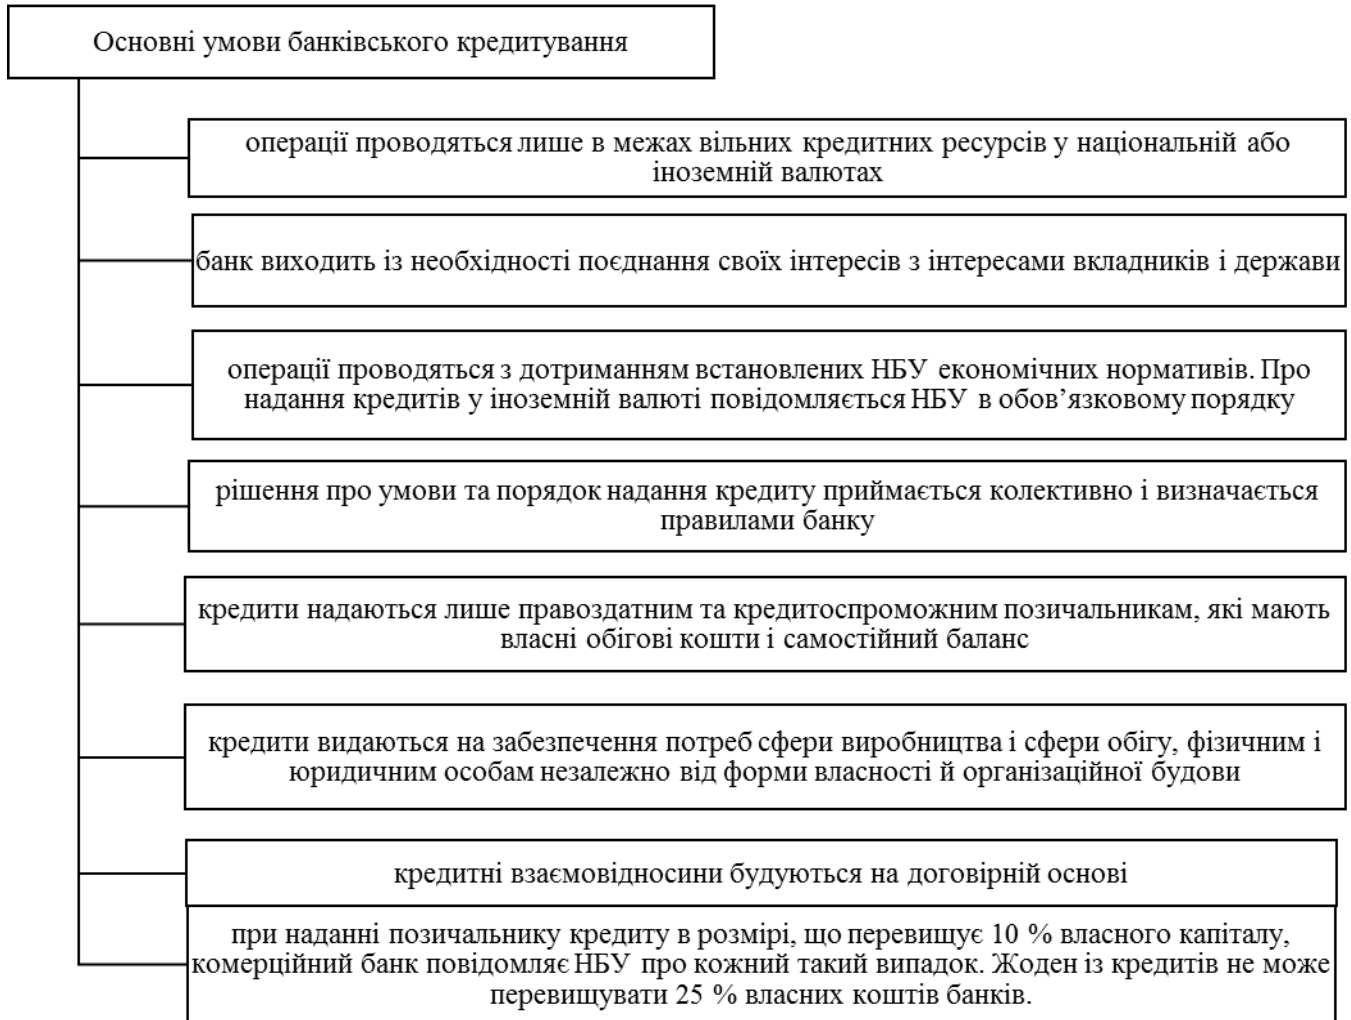 Основні умови банківського кредитування
операції проводяться лише в межах вільних кредитних ресурсів у національній або
іноземній валютах
банк виходить із необхідності поєднання своїх інтересів з інтересами вкладників і держави
операції проводяться з дотриманням встановлених НБУ економічних нормативів. Про
надання кредитів у іноземній валюті повідомляється НБУ в обов’язковому порядку
рішення про умови та порядок надання кредиту приймається колективно і визначається
правилами банку
кредити надаються лише правоздатним та кредитоспроможним позичальникам, які мають
власні обігові кошти і самостійний баланс
кредити видаються на забезпечення потреб сфери виробництва і сфери обігу, фізичним і
юридичним особам незалежно від форми власності й організаційної будови
кредитні взаємовідносини будуються на договірній основі
при наданні позичальнику кредиту в розмірі, що перевищує 10 % власного капіталу,
комерційний банк повідомляє НБУ про кожний такий випадок. Жоден із кредитів не може
перевищувати 25 % власних коштів банків.